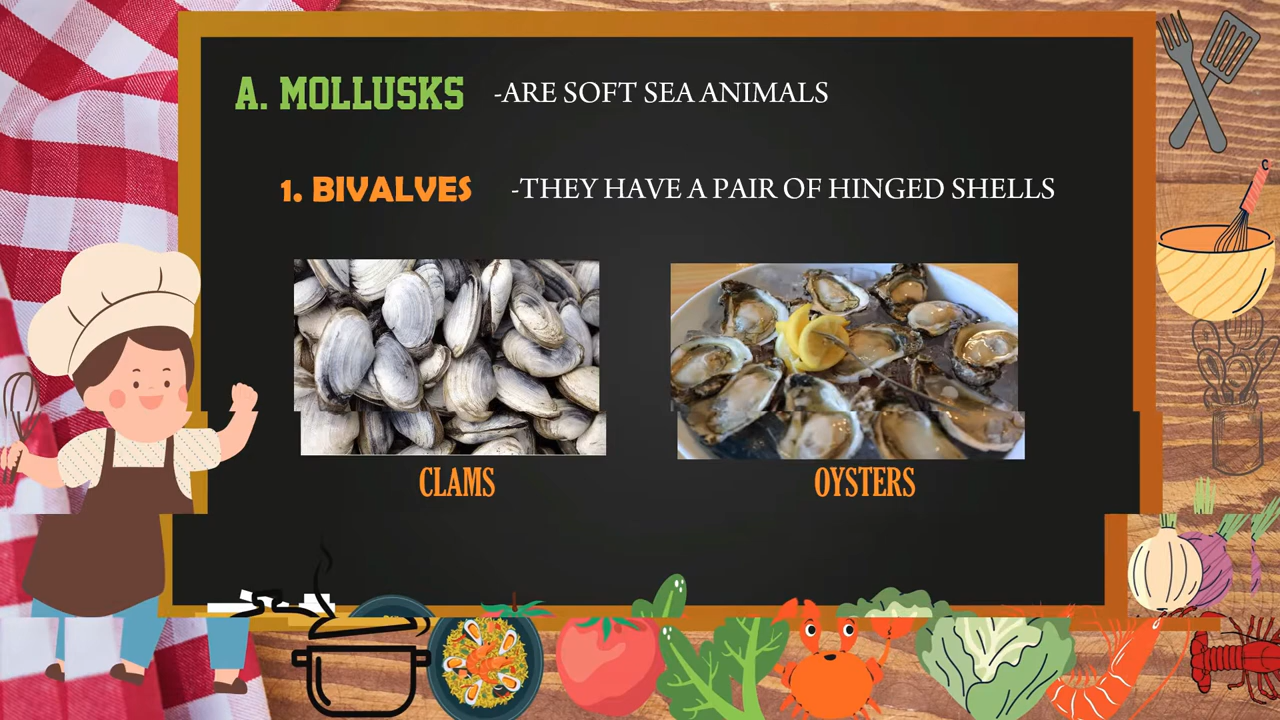 A. MOLLUSKS -ARE SOFT SEA ANIMALS
1. BIVALVES -THEY HAVE A PAIR OF HINGED SHELLS
CLAMS
OYSTERS